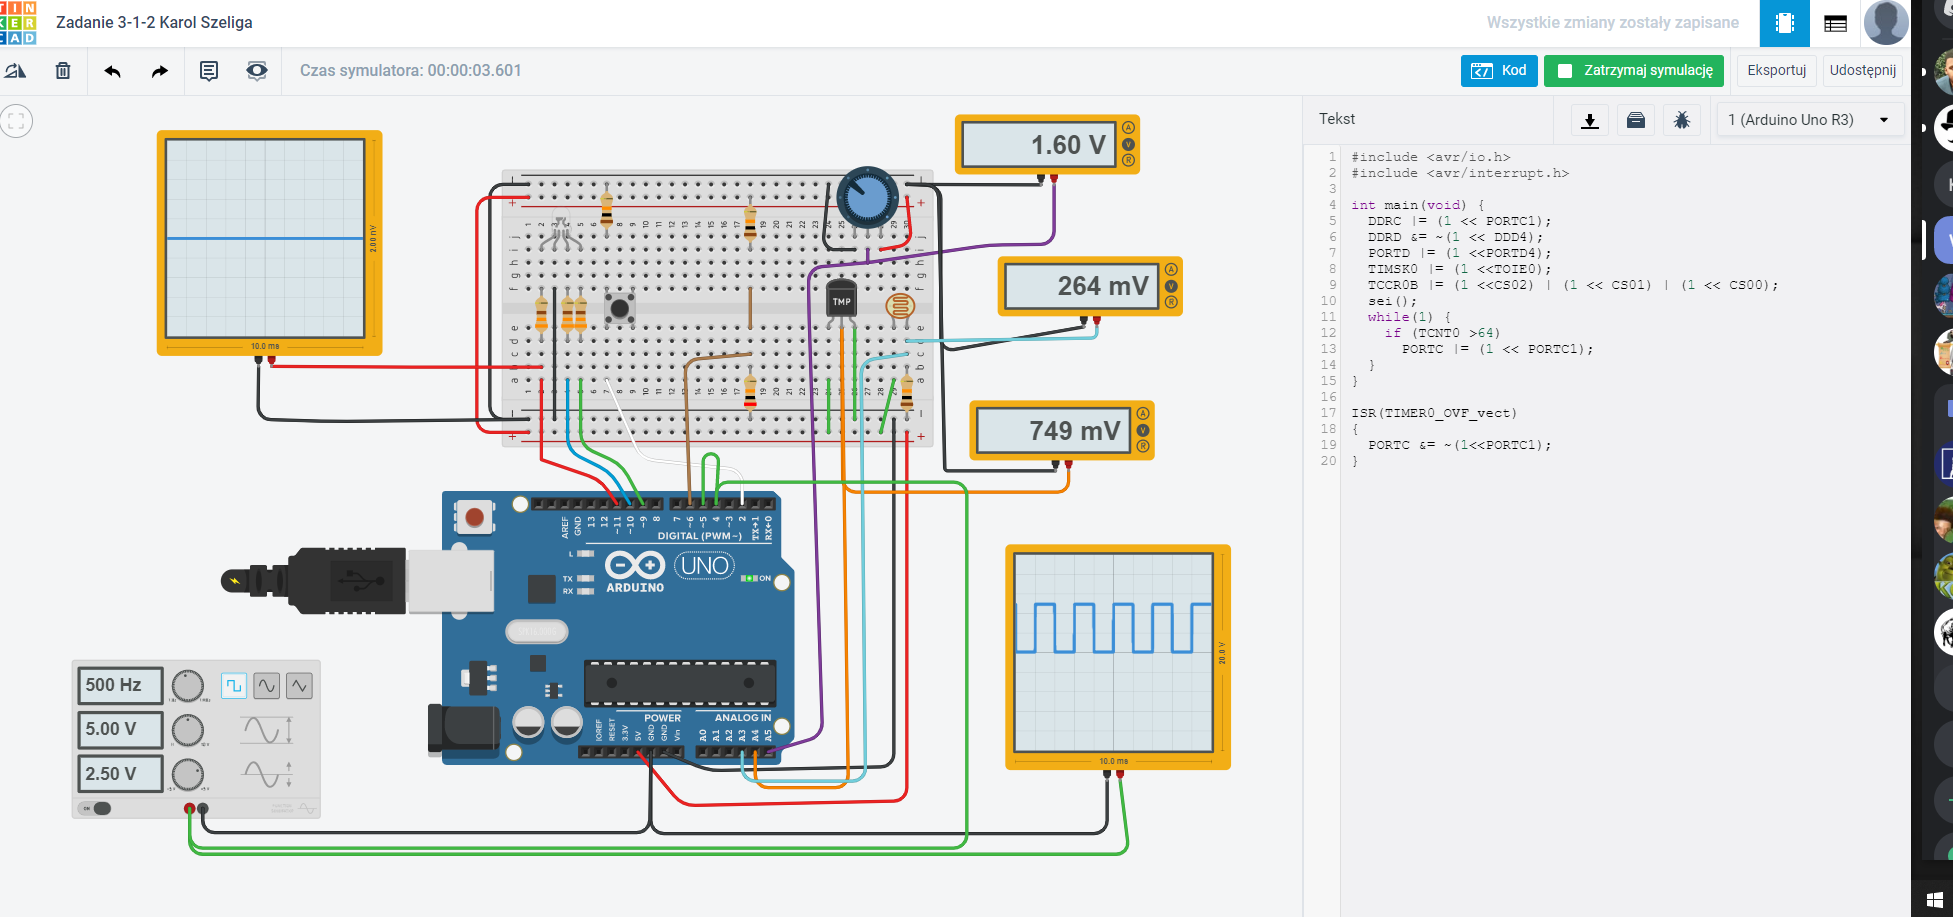 TIN
KER
CAD
Zadanie 3-1-2 Karol Szeliga
Wszystkie zmiany zostały zapisane
Czas symulatora: 00:00:03.601
Kod
Zatrzymaj symulację
Eksportuj
Udostępnij
Tekst
1 (Arduino Uno R3)
1 #include <avr/io.h>
2 #include <avr/interrupt.h>
3
4 int main(void) {
5 DDRC |= (1 << PORTC1);
6 DDRD &= ~(1 << DDD4);
7 PORTD |= (1 <<PORTD4);
8 TIMSK0 |= (1 <<TOIE0);
9 TCCR0B |= (1 <<CS02) | (1 << CS01) | (1 << CS00);
10 sei();
11 while(1) {
12 if (TCNT0 >64)
13 PORTC |= (1 << PORTC1);
14 }
15 }
16
17 ISR(TIMER0_OVF_vect)
18 {
19 PORTC &= ~(1<<PORTC1);
20 }
1.60 V
A
V
R
264 mV
A
V
R
749 mV
A
V
R
2.00 nV
10.0 ms
TMP
AREF
GND
13
12
~11
~10
~9
8
7
~6
~5
4
~3
2
TX→1
RX←0
DIGITAL (PWM~)
L
TX
RX
ARDUINO
UNO
ON
IOREF
RESET
3.3V
5V
GND
GND
Vin
POWER
ANALOG IN
A0
A1
A2
A3
A4
A5
20.0 V
10.0 ms
500 Hz
5.00 V
2.50 V
ON